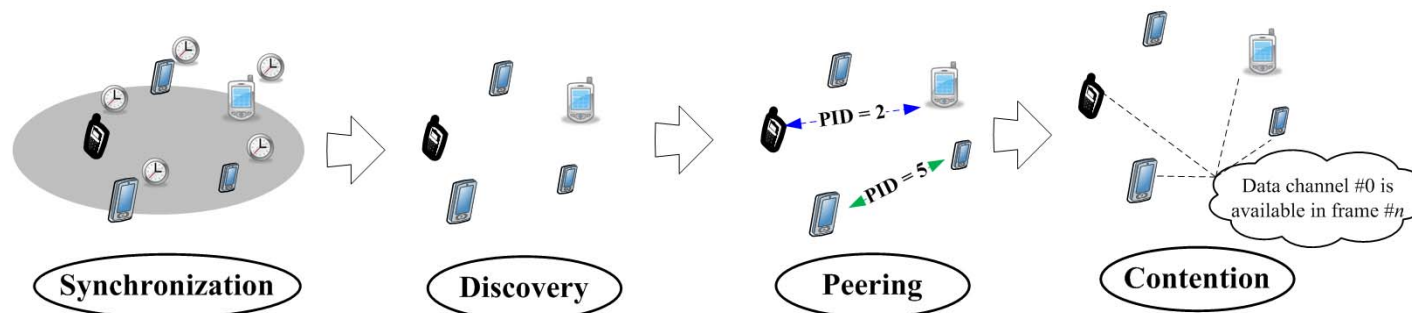 PID = 2
PID = 5
Data channel #0 is
available in frame #n
Synchronization
Discovery
Peering
Contention